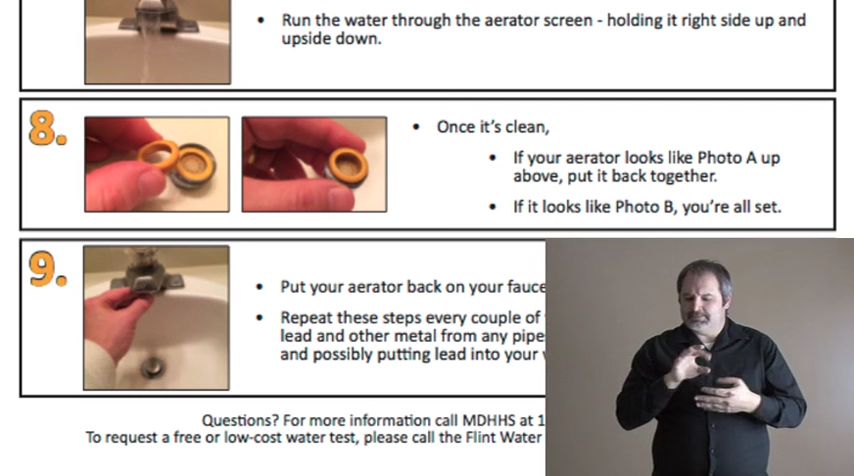 Run the water through the aerator screen - holding it right side up and
upside down.
8.
Once it's clean,
If your aerator looks like Photo A up
above, put it back together.
If it looks like Photo B, you're all set.
9.
Put your aerator back on your fauce
Repeat these steps every couple of
lead and other metal from any pipe
and possibly putting lead into your
Questions? For more information call MDHHS at 1
To request a free or low-cost water test, please call the Flint Water